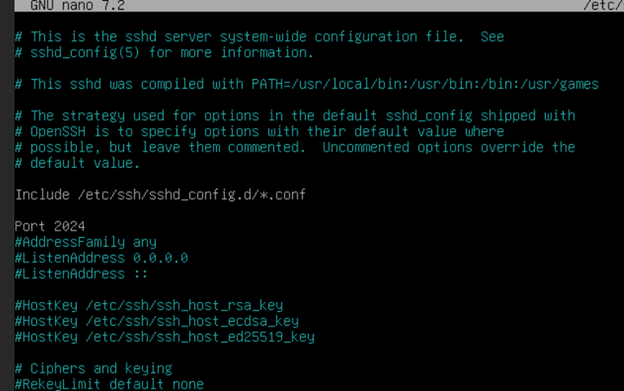 GNU nano 7.2 /etc/
# This is the sshd server system-wide configuration file.  See
# sshd_config(5) for more information.
# This sshd was compiled with PATH=/usr/local/bin:/usr/bin:/bin:/usr/games
# The strategy used for options in the default sshd_config shipped with
# OpenSSH is to specify options with their default value where
# possible, but leave them commented.  Uncommented options override the
# default value.
Include /etc/ssh/sshd_config.d/*.conf
Port 2024
#AddressFamily any
#ListenAddress 0.0.0.0
#ListenAddress ::
#HostKey /etc/ssh/ssh_host_rsa_key
#HostKey /etc/ssh/ssh_host_ecdsa_key
#HostKey /etc/ssh/ssh_host_ed25519_key
# Ciphers and keying
#RekeyLimit default none